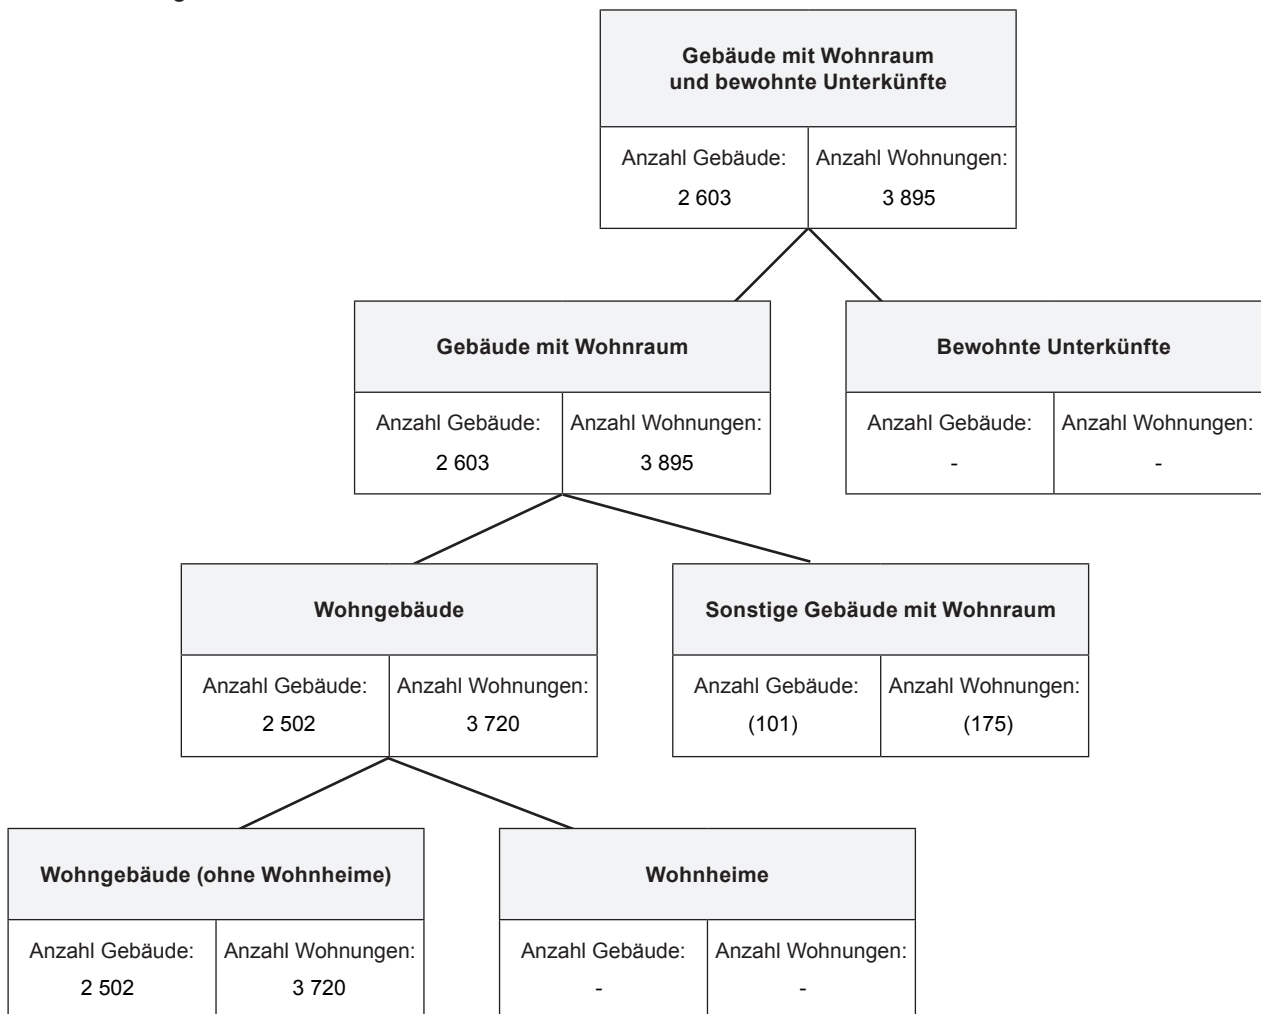 Gebäude mit Wohnraum
und bewohnte Unterkünfte
Anzahl Gebäude: Anzahl Wohnungen:
2 603 3 895
Gebäude mit Wohnraum
Anzahl Gebäude: Anzahl Wohnungen:
2 603 3 895
Bewohnte Unterkünfte
Anzahl Gebäude: Anzahl Wohnungen:
- -
Wohngebäude
Anzahl Gebäude: Anzahl Wohnungen:
2 502 3 720
Sonstige Gebäude mit Wohnraum
Anzahl Gebäude: Anzahl Wohnungen:
(101) (175)
Wohngebäude (ohne Wohnheime)
Anzahl Gebäude: Anzahl Wohnungen:
2 502 3 720
Wohnheime
Anzahl Gebäude: Anzahl Wohnungen:
- -